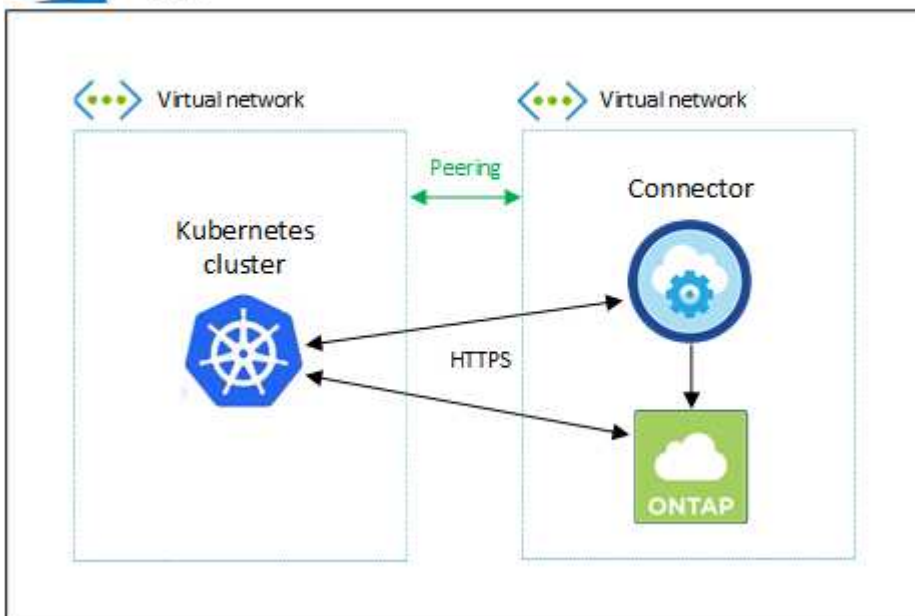 Virtual network
Virtual network
Peering
Connector
Kubernetes
cluster
HTTPS
ONTAP